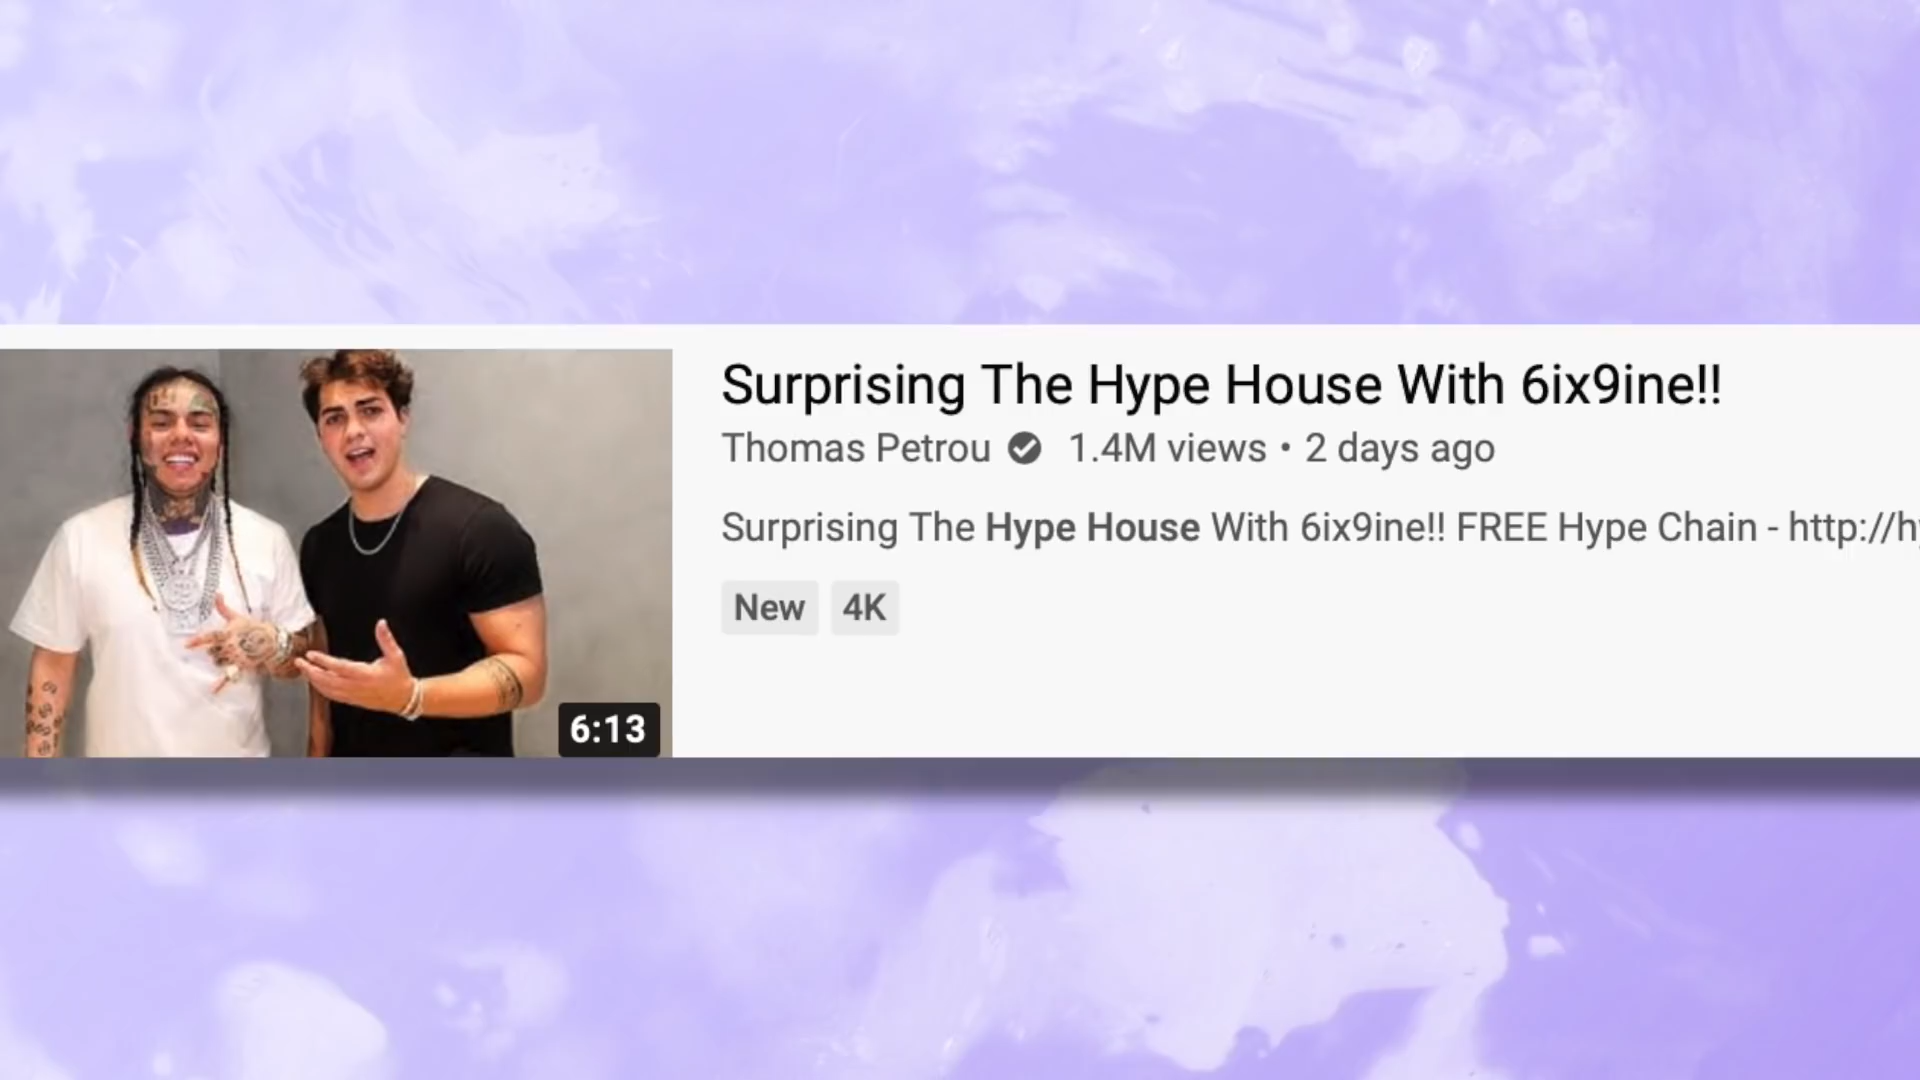 Surprising The Hype House With 6ix9ine!!
Thomas Petrou 1.4M views • 2 days ago
Surprising The Hype House With 6ix9ine!! FREE Hype Chain - http://h
New 4K
6:13